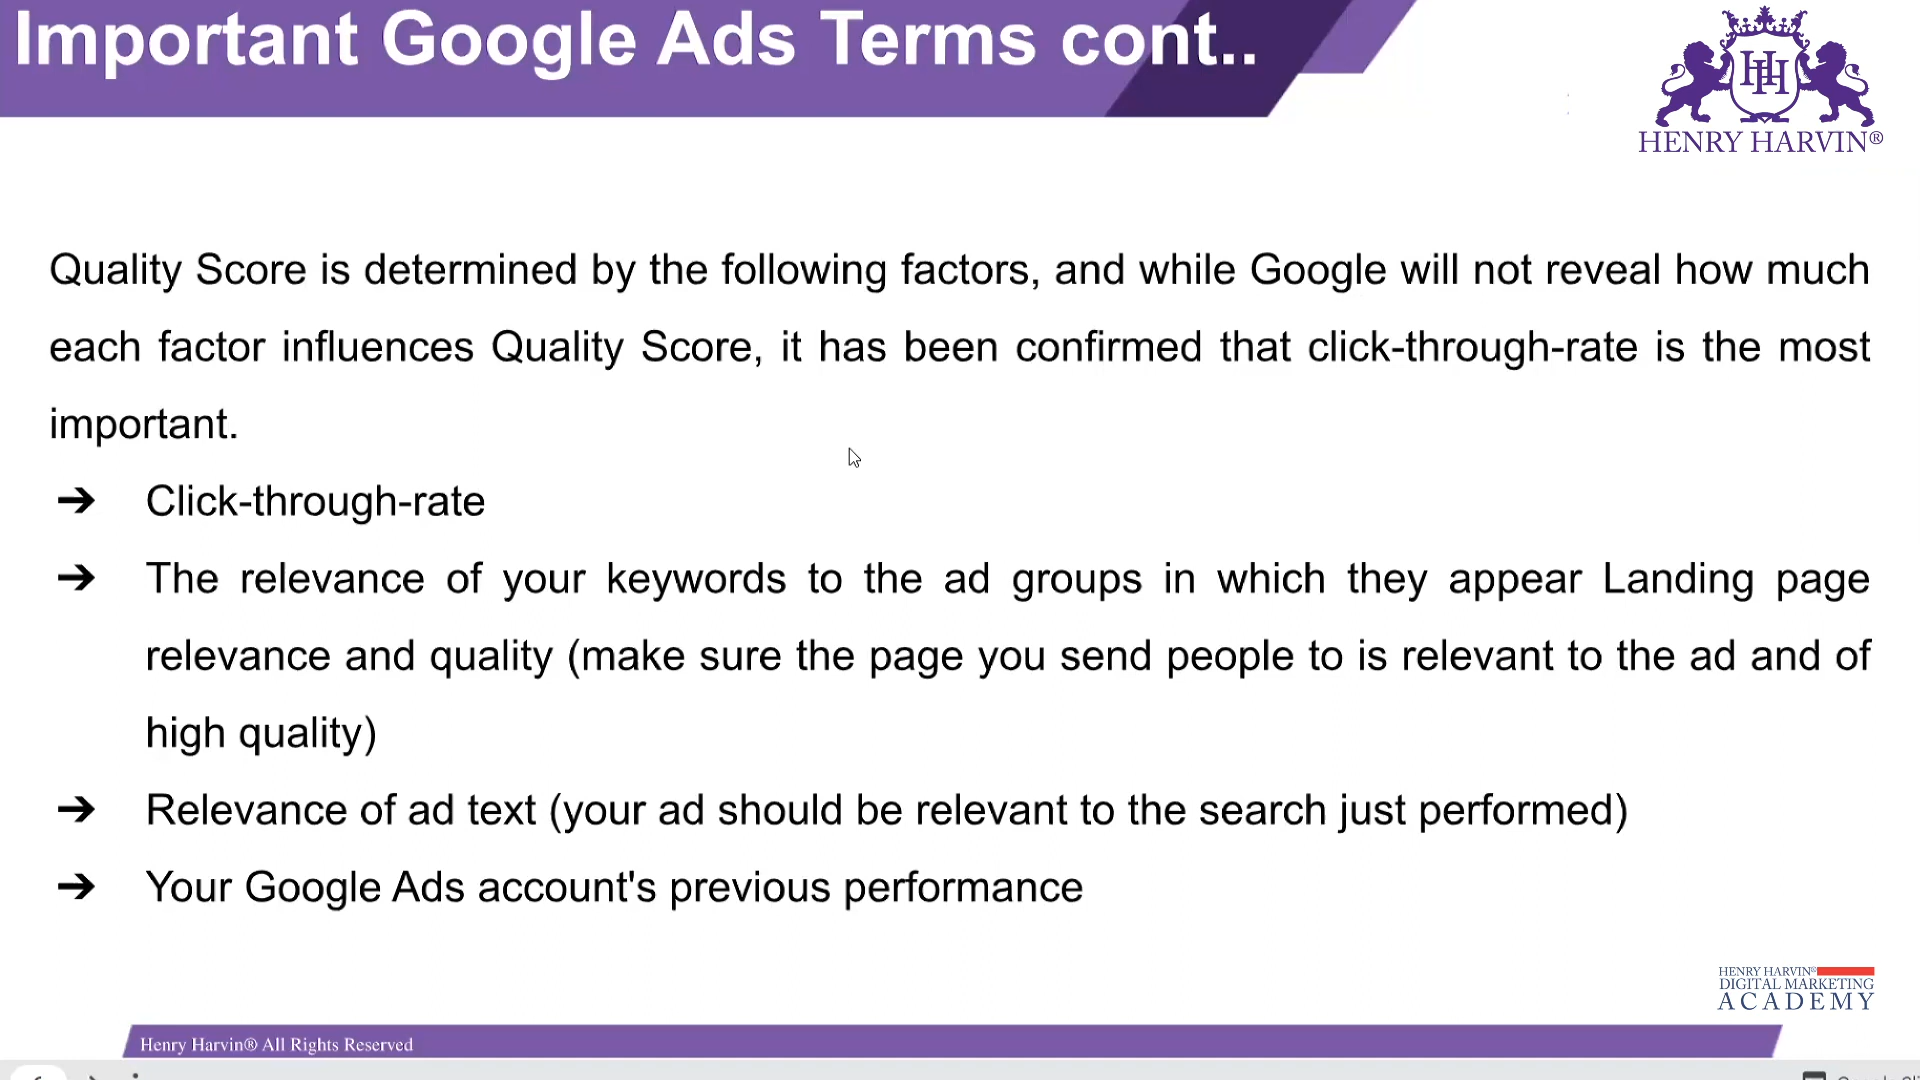 Important Google Ads Terms cont..
HENRY HARVIN®
Quality Score is determined by the following factors, and while Google will not reveal how much
each factor influences Quality Score, it has been confirmed that click-through-rate is the most
important.
➔ Click-through-rate
➔ The relevance of your keywords to the ad groups in which they appear Landing page
relevance and quality (make sure the page you send people to is relevant to the ad and of
high quality)
➔ Relevance of ad text (your ad should be relevant to the search just performed)
➔ Your Google Ads account's previous performance
HENRY HARVIN®
DIGITAL MARKETING
ACADEMY
Henry Harvin® All Rights Reserved